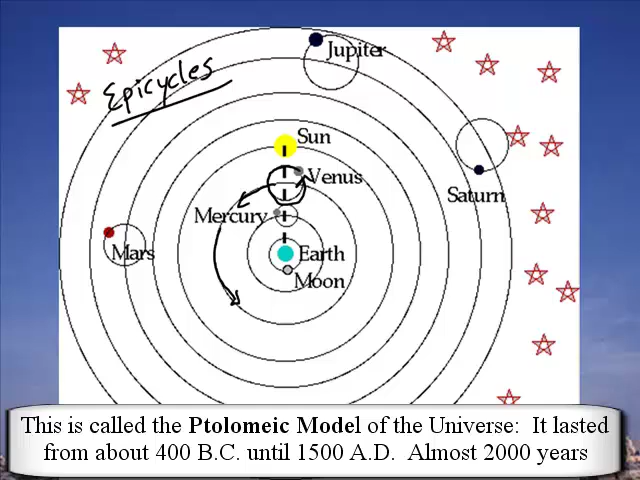 Jupiter
Epicycles
Sun
Venus
Saturn
Mercury
Mars
Earth
Moon
This is called the Ptolomeic Model of the Universe:  It lasted
from about 400 B.C. until 1500 A.D.  Almost 2000 years